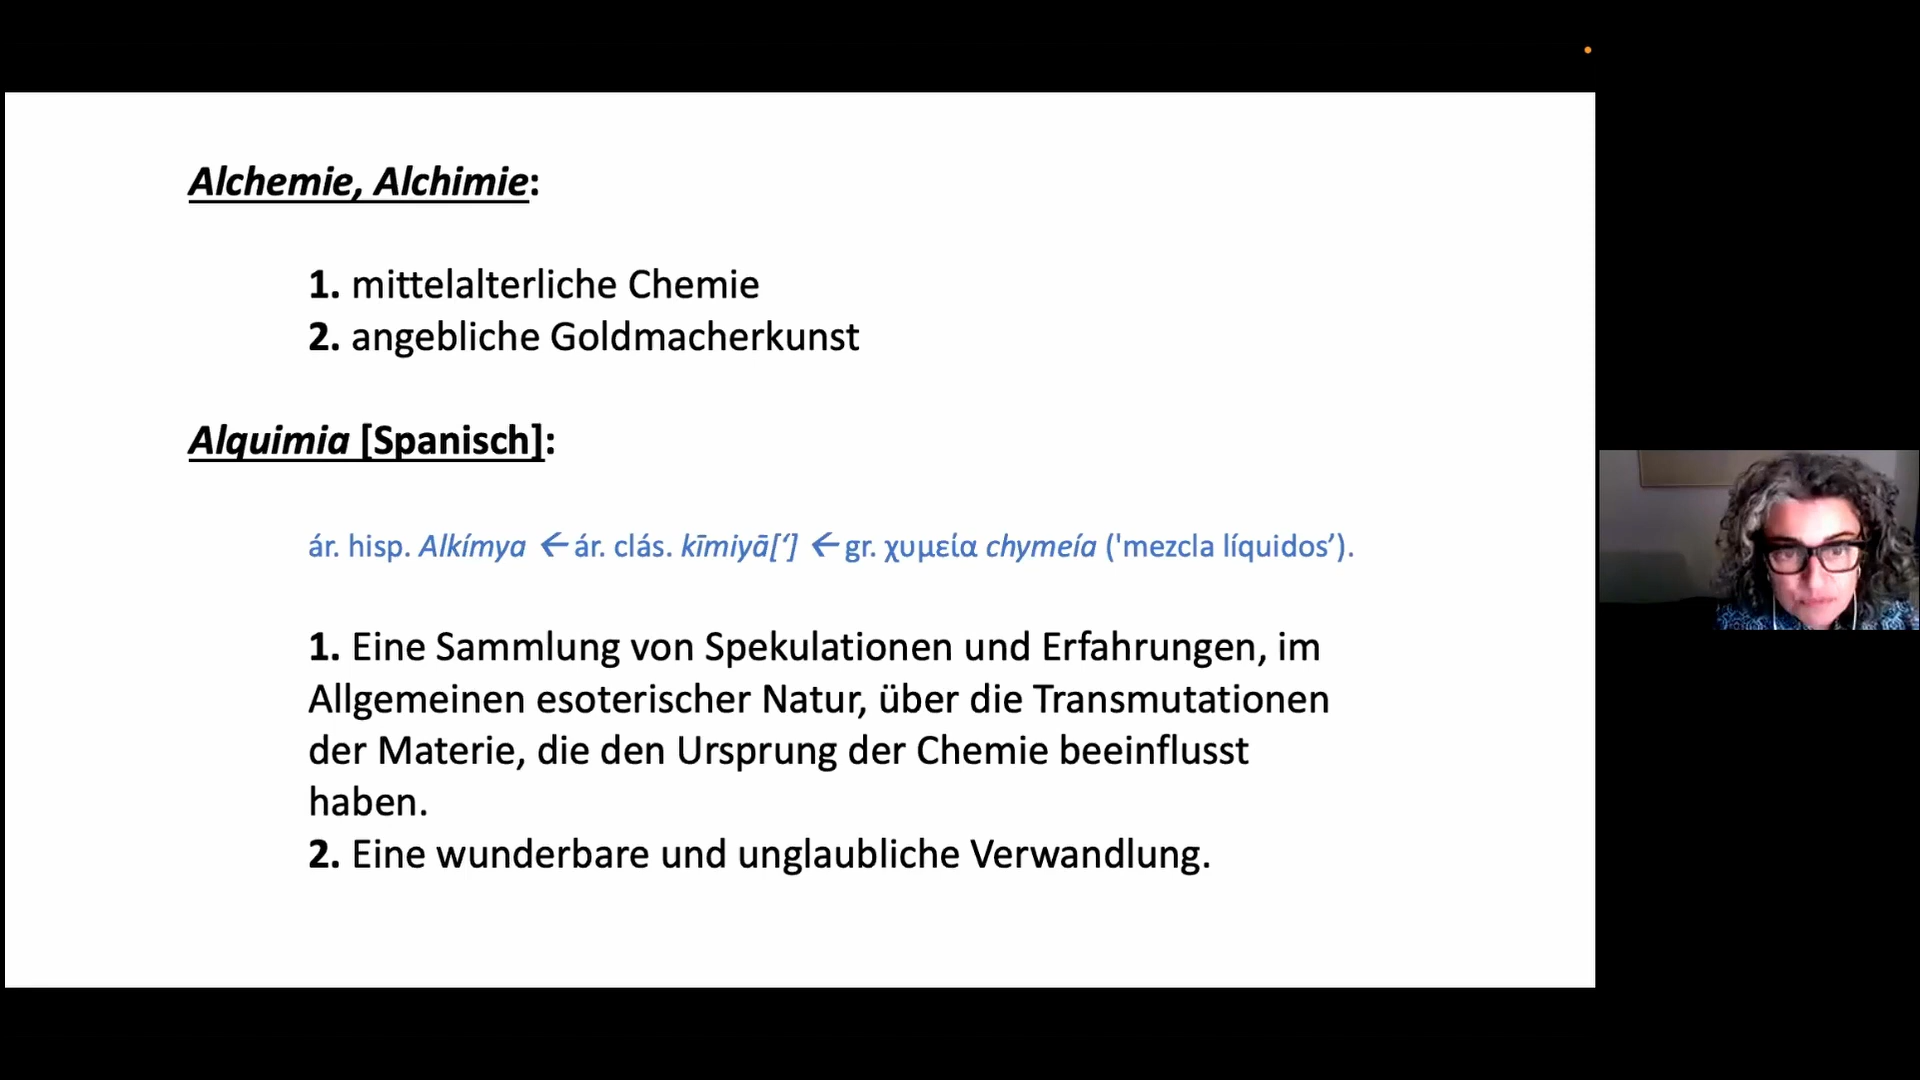 Alchemie, Alchimie:
1. mittelalterliche Chemie
2. angebliche Goldmacherkunst
Alquimia [Spanisch]:
ár. hisp. Alkímya ← ár. clás. kīmiyā[‘] ← gr. χυμεία chymeía ('mezcla líquidos’).
1. Eine Sammlung von Spekulationen und Erfahrungen, im
Allgemeinen esoterischer Natur, über die Transmutationen
der Materie, die den Ursprung der Chemie beeinflusst
haben.
2. Eine wunderbare und unglaubliche Verwandlung.